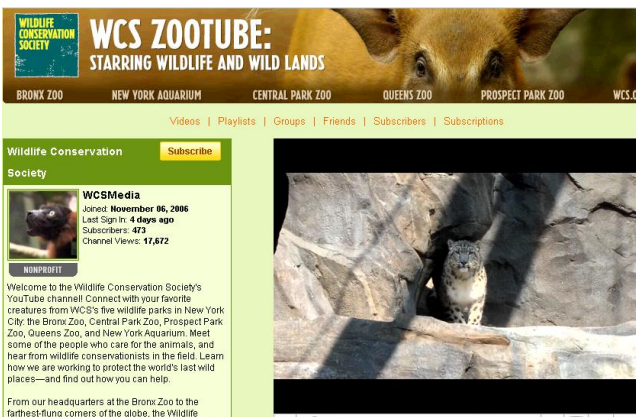 WILDLIFE
CONSERVATION
SOCIETY
WCS ZOOTUBE:
STARRING WILDLIFE AND WILD LANDS
BRONX ZOO NEW YORK AQUARIUM CENTRAL PARK ZOO QUEENS ZOO PROSPECT PARK ZOO WCS.O
Videos | Playlists | Groups | Friends | Subscribers | Subscriptions
Wildlife Conservation
Society
Subscribe
WCSMedia
Joined: November 06, 2006
Last Sign In: 4 days ago
Subscribers: 473
Channel Views: 17,672
NONPROFIT
Welcome to the Wildlife Conservation Society's
YouTube channel! Connect with your favorite
creatures from WCS's five wildlife parks in New York
City: the Bronx Zoo, Central Park Zoo, Prospect Park
Zoo, Queens Zoo, and New York Aquarium. Meet
some of the people who care for the animals, and
hear from wildlife conservationists in the field. Learn
how we are working to protect the world's last wild
places—and find out how you can help.
From our headquarters at the Bronx Zoo to the
farthest-flung corners of the globe, the Wildlife